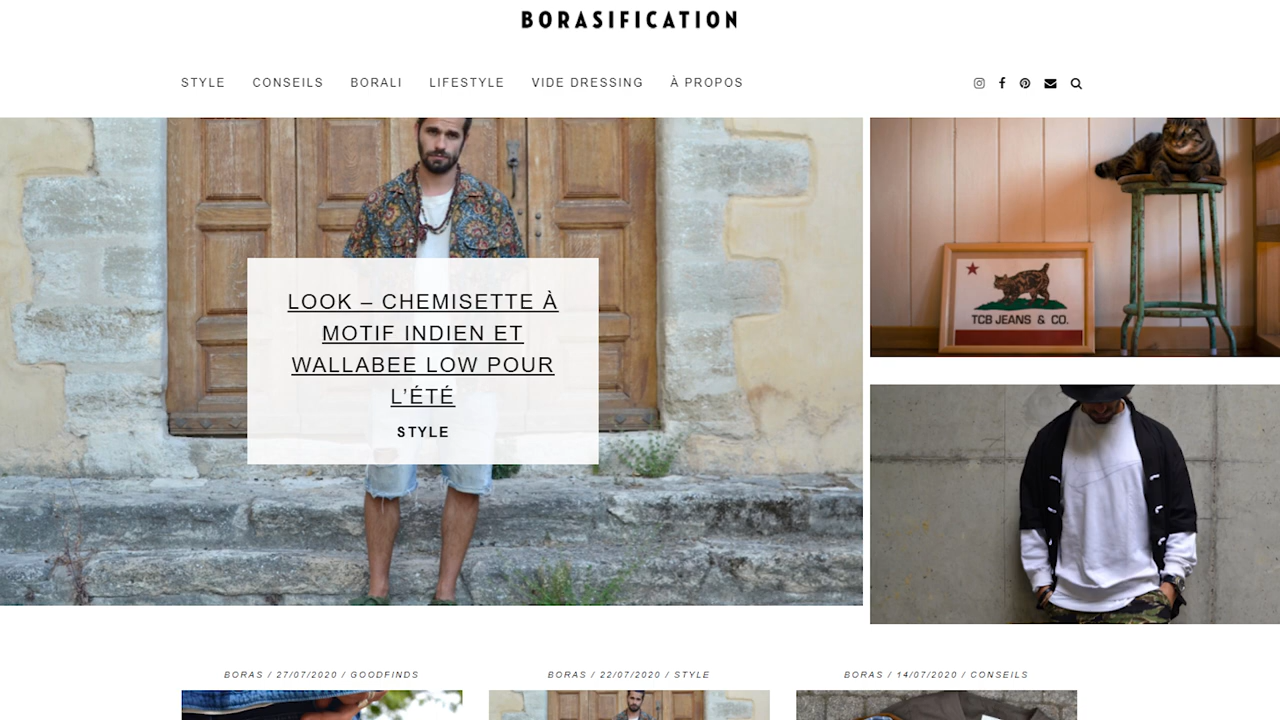 BORASIFICATION
STYLE CONSEILS BORALI LIFESTYLE VIDE DRESSING À PROPOS
LOOK – CHEMISETTE À
MOTIF INDIEN ET
WALLABEE LOW POUR
L'ÉTÉ
STYLE
TCB JEANS & CO.
BORAS / 27/07/2020 / GOODFINDS
BORAS / 22/07/2020 / STYLE
BORAS / 14/07/2020 / CONSEILS